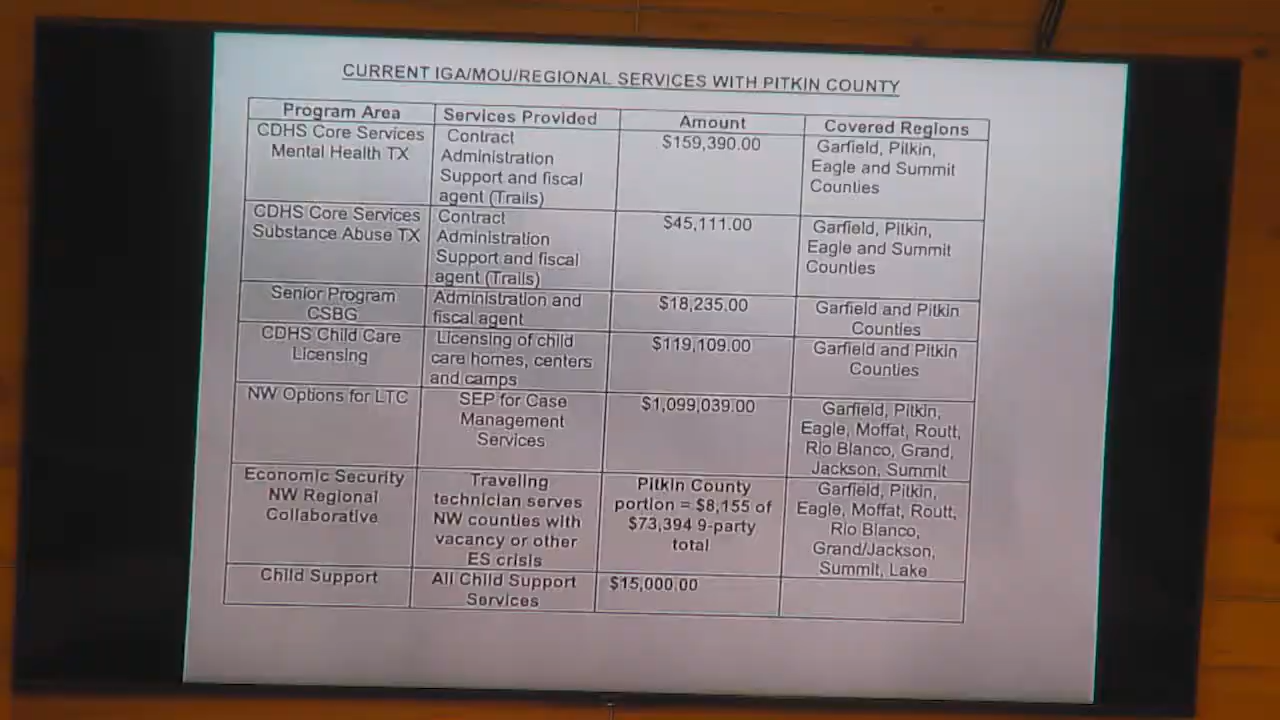 CURRENT IGA/MOU/REGIONAL SERVICES WITH PITKIN COUNTY
Program Area
Services Provided
Amount
Covered Regions
CDHS Core Services
Mental Health TX
Contract
Administration
Support and fiscal
agent (Trails)
$159,390.00
Garfield, Pitkin,
Eagle and Summit
Counties
CDHS Core Services
Substance Abuse TX
Contract
Administration
Support and fiscal
agent (Trails)
$45,111.00
Garfield, Pitkin,
Eagle and Summit
Counties
Senior Program
CSBG
Administration and
fiscal agent
$18,235.00
Garfield and Pitkin
Counties
CDHS Child Care
Licensing
Licensing of child
care homes, centers
and camps
$119,109.00
Garfield and Pitkin
Counties
NW Options for LTC
SEP for Case
Management
Services
$1,099,039.00
Garfield, Pitkin,
Eagle, Moffat, Routt,
Rio Blanco, Grand,
Jackson, Summit
Economic Security
NW Regional
Collaborative
Traveling
technician serves
NW counties with
vacancy or other
ES crisis
Pitkin County
portion = $8,155 of
$73,394 9-party
total
Garfield, Pitkin,
Eagle, Moffat, Routt,
Rio Blanco,
Grand/Jackson,
Summit, Lake
Child Support
All Child Support
Services
$15,000.00